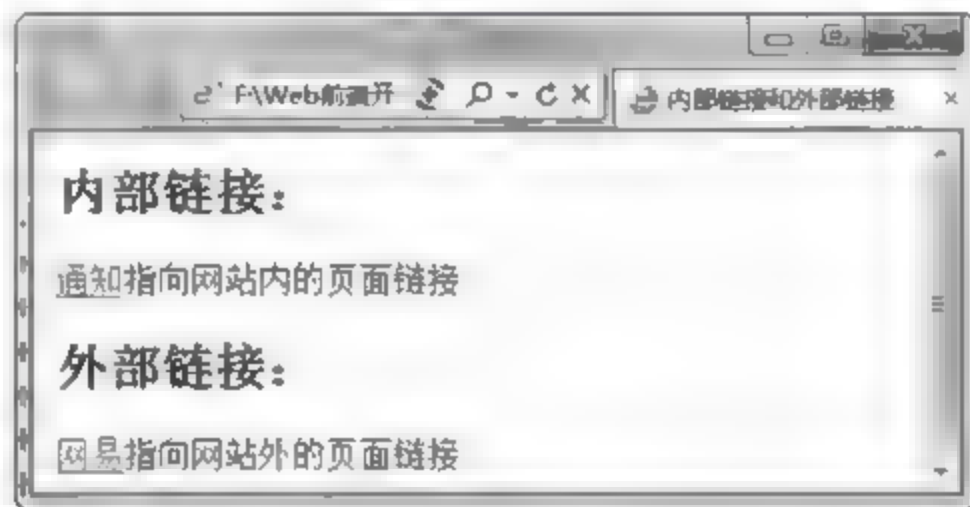 F:\Web前端开
内部链接和外部链接
内部链接：
通知指向网站内的页面链接
外部链接：
网易指向网站外的页面链接